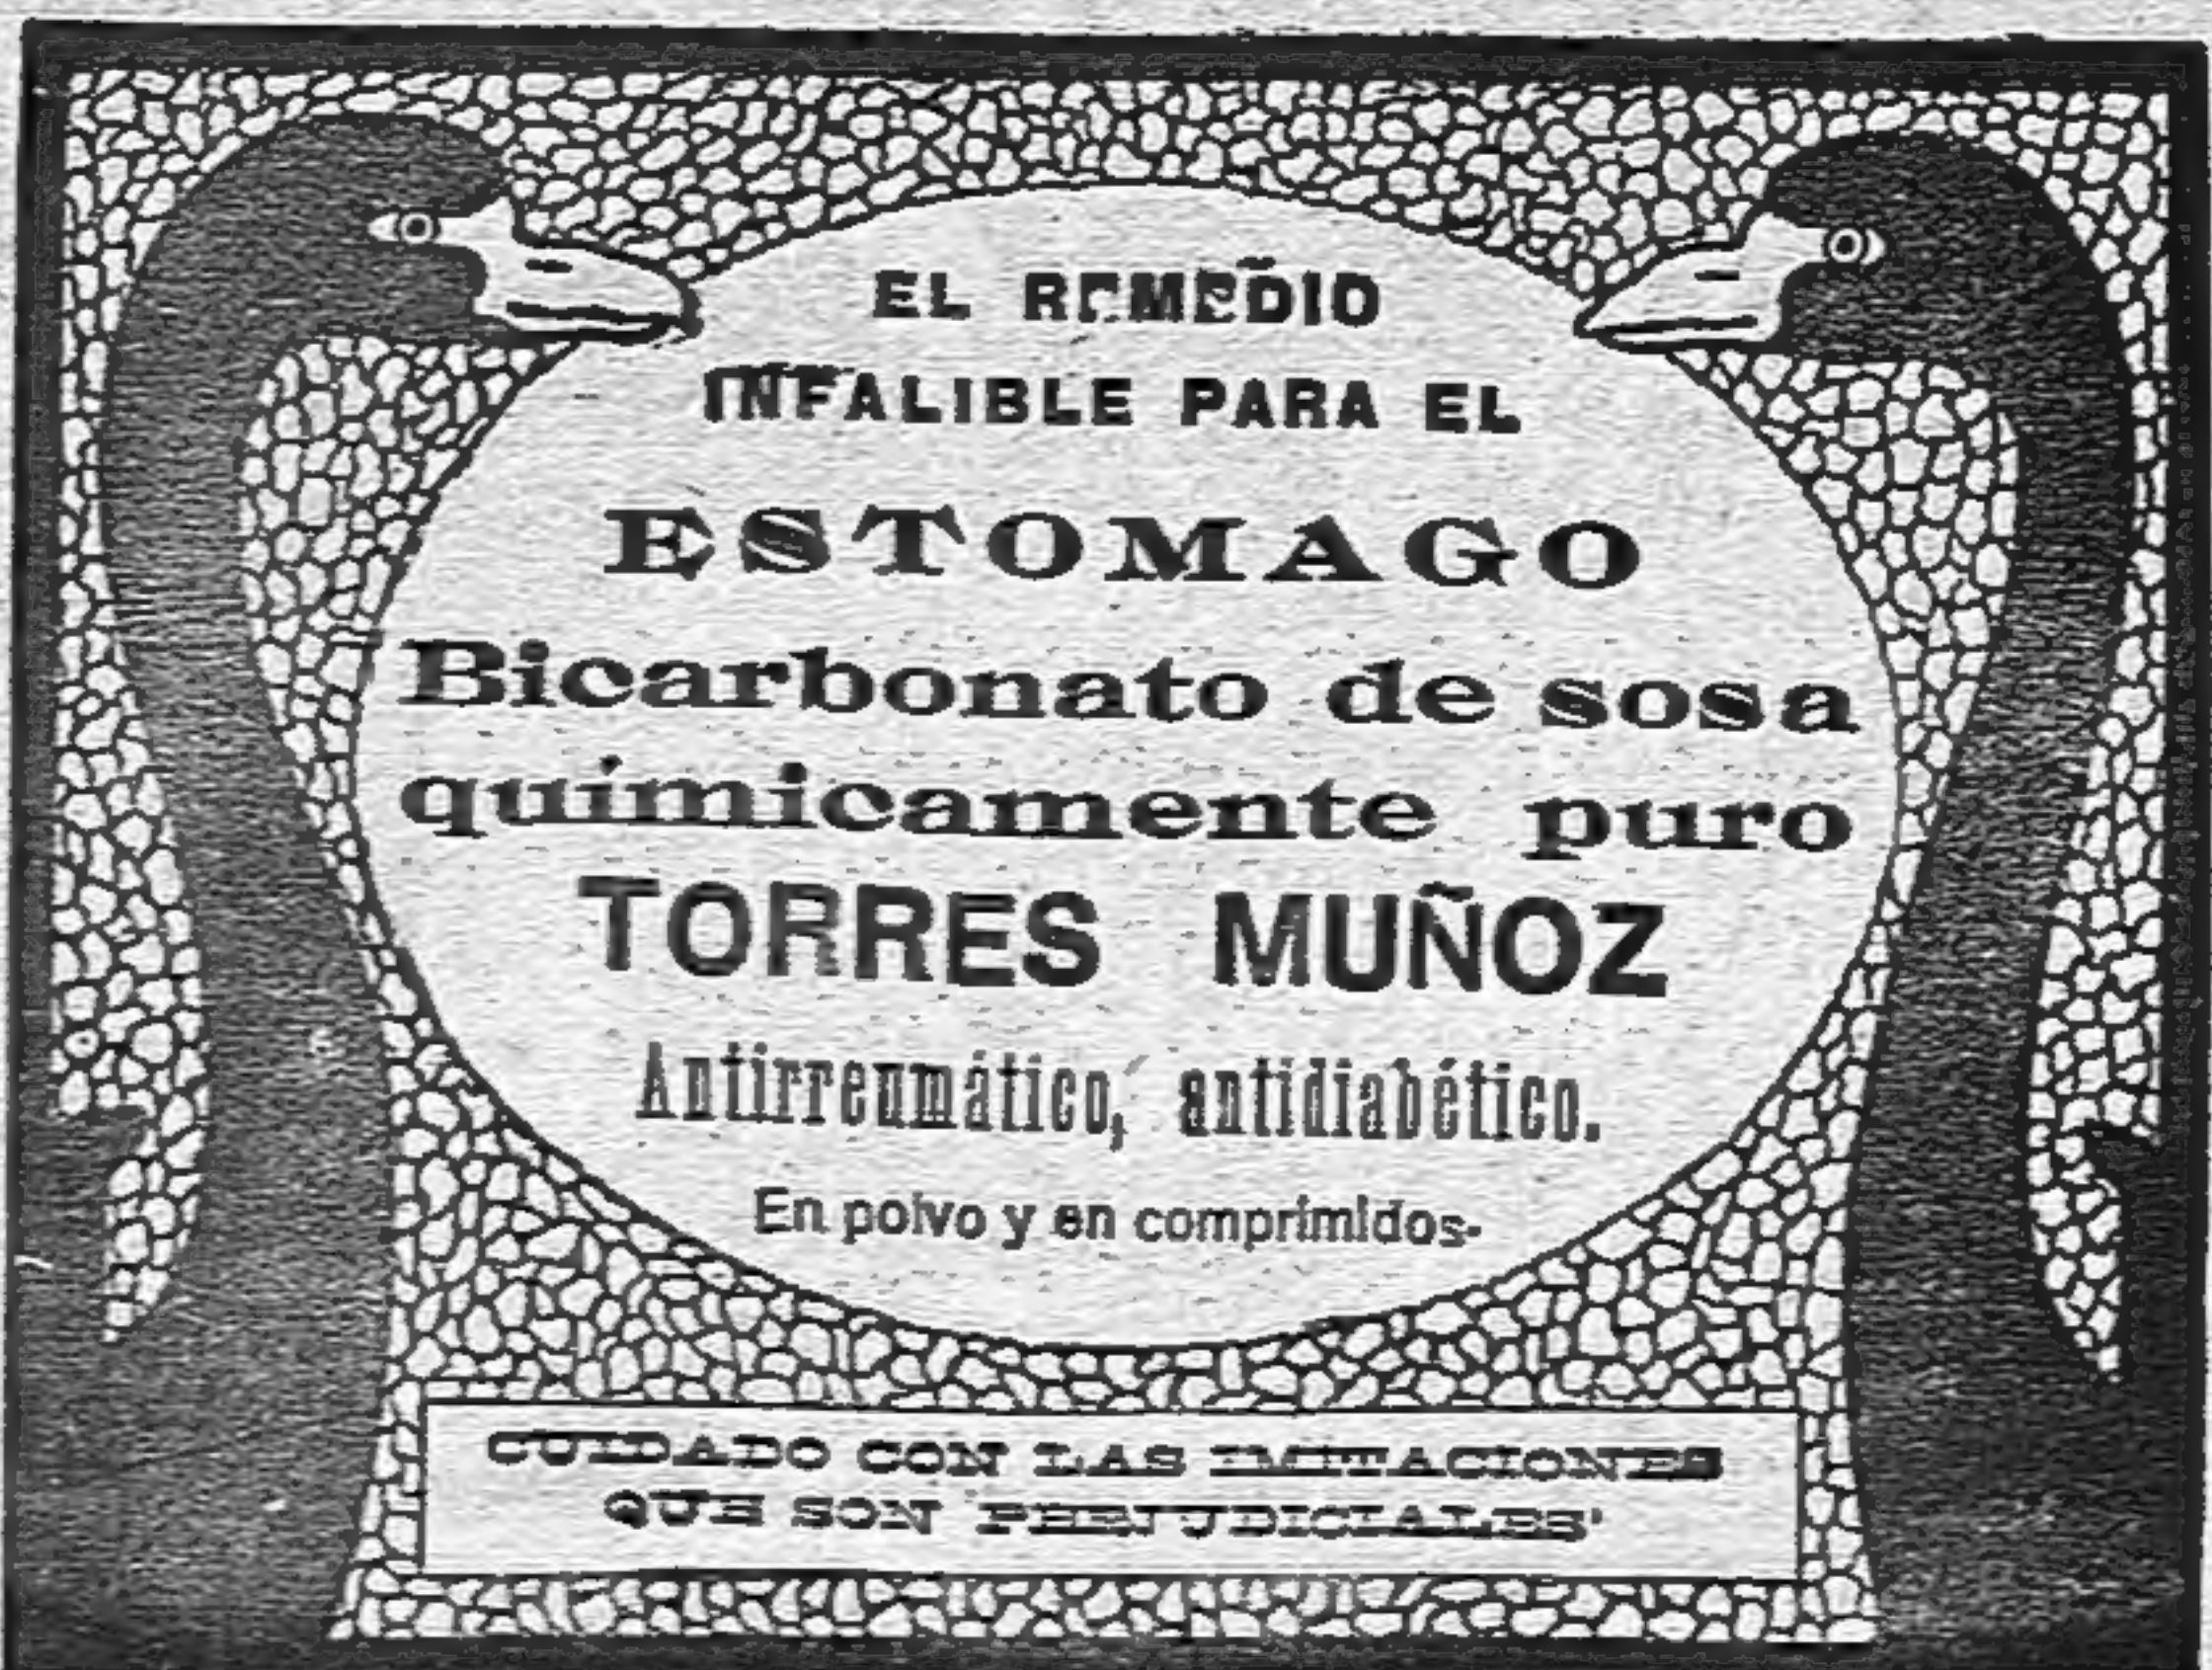 EL REMEDIO
INFALIBLE PARA EL
ESTOMAGO
Bicarbonato de sosa
químicamente puro
TORRES MUÑOZ
Antirreumático, antidiabético.
En polvo y en comprimidos.
CUIDADO CON LAS IMITACIONES
QUE SON PERJUDICIALES